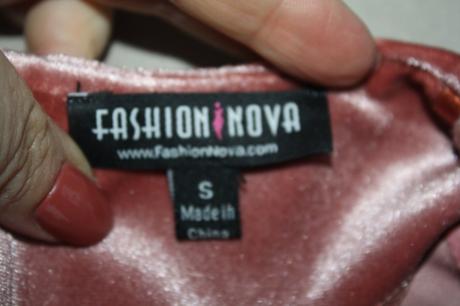 FASHION NOVA
www.FashionNova.com
S
Made in
China